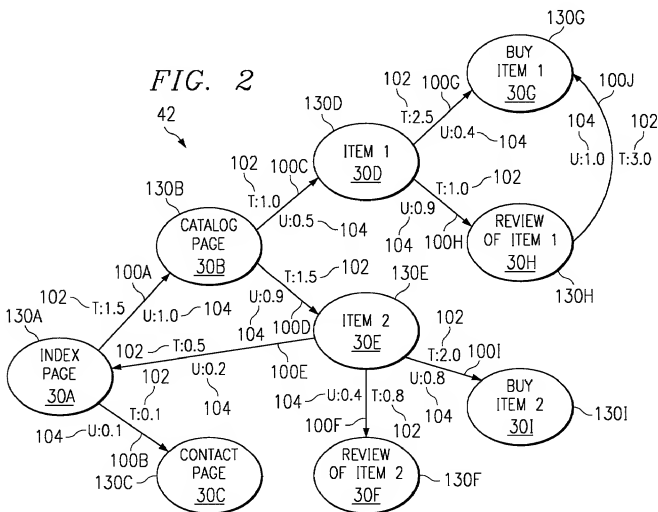 FIG. 2
42
130G
BUY
ITEM 1
30G
102
T:2.5
100G
U:0.4
104
100J
104
U:1.0
102
T:3.0
130D
ITEM 1
30D
102
T:1.0
100C
U:0.5
104
T:1.0
102
U:0.9
104
100H
REVIEW
OF ITEM 1
30H
130H
130B
CATALOG
PAGE
30B
100A
102
T:1.5
U:1.0
104
T:1.5
102
U:0.9
104
100D
130E
ITEM 2
30E
130A
INDEX
PAGE
30A
102
T:0.5
100E
U:0.2
104
102
T:0.1
104
U:0.1
100B
130C
CONTACT
PAGE
30C
104
U:0.4
T:0.8
102
100F
REVIEW
OF ITEM 2
30F
130F
102
T:2.0
100I
U:0.8
104
BUY
ITEM 2
30I
130I